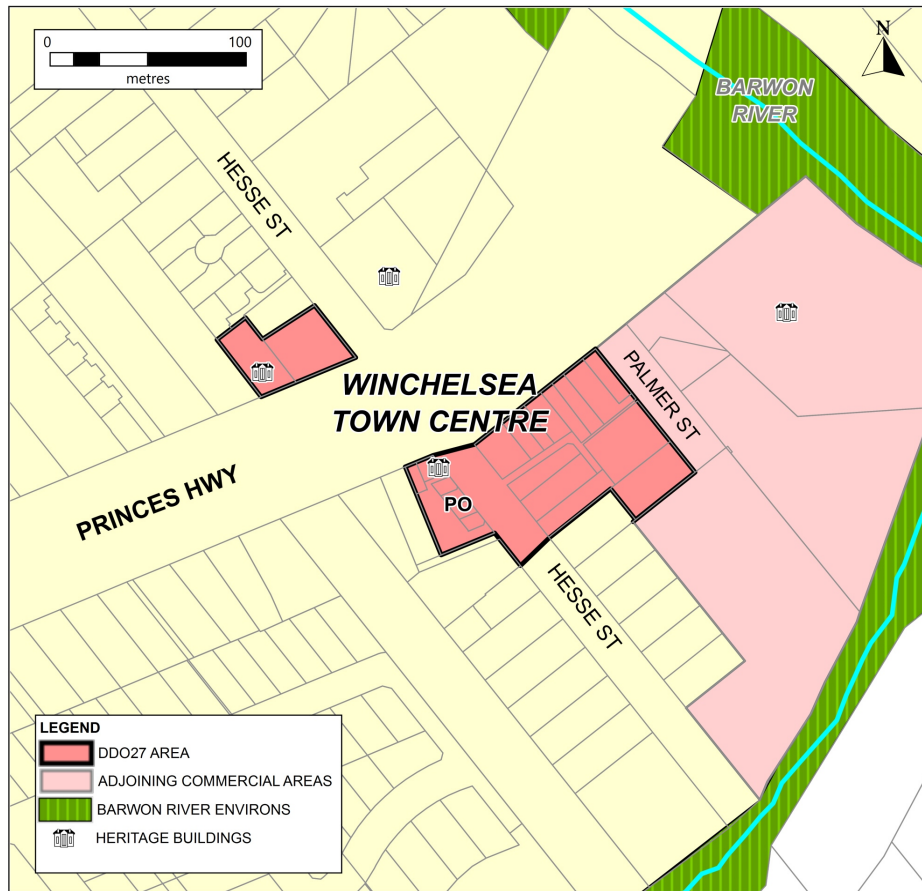 0 100
metres
N
BARWON
RIVER
HESSE ST
PALMER ST
WINCHELSEA
TOWN CENTRE
PRINCES HWY
PO
HESSE ST
LEGEND
DDO27 AREA
ADJOINING COMMERCIAL AREAS
BARWON RIVER ENVIRONS
HERITAGE BUILDINGS